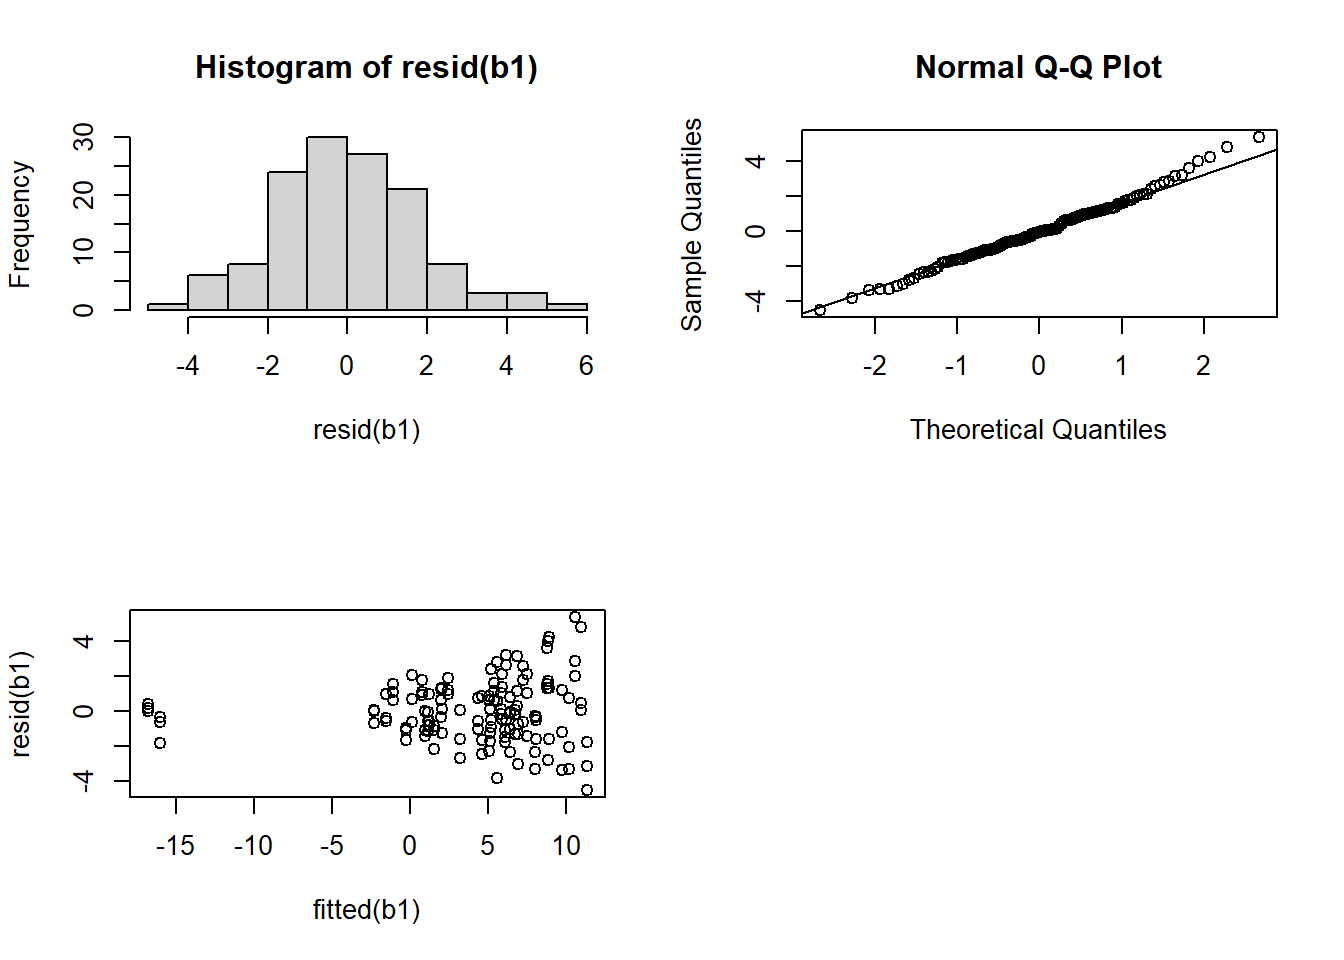 Histogram of resid(b1)
Frequency
0 10 20 30
-4 -2 0 2 4 6
resid(b1)
Normal Q-Q Plot
Sample Quantiles
-4 0 4
-2 -1 0 1 2
Theoretical Quantiles
resid(b1)
-4 0 4
-15 -10 -5 0 5 10
fitted(b1)